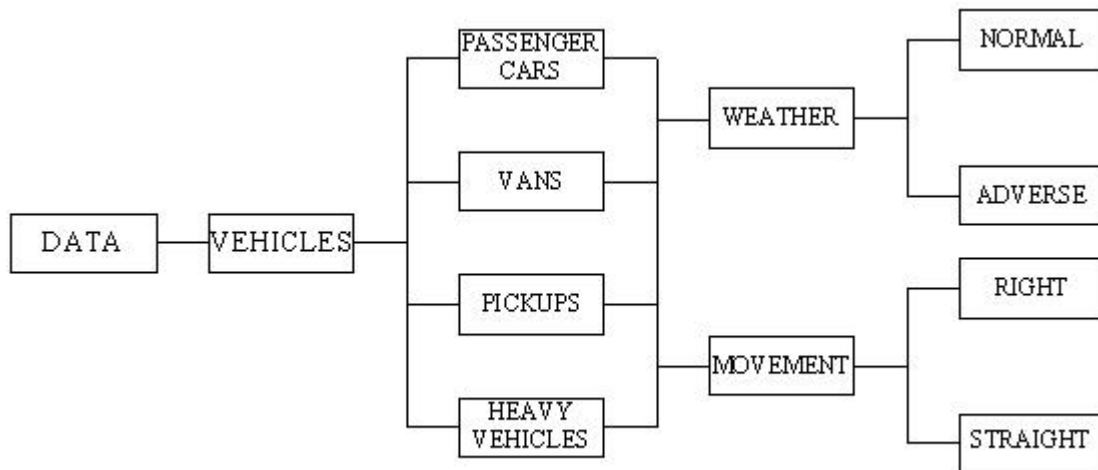 DATA
VEHICLES
PASSENGER
CARS
VANS
PICKUPS
HEAVY
VEHICLES
WEATHER
MOVEMENT
NORMAL
ADVERSE
RIGHT
STRAIGHT